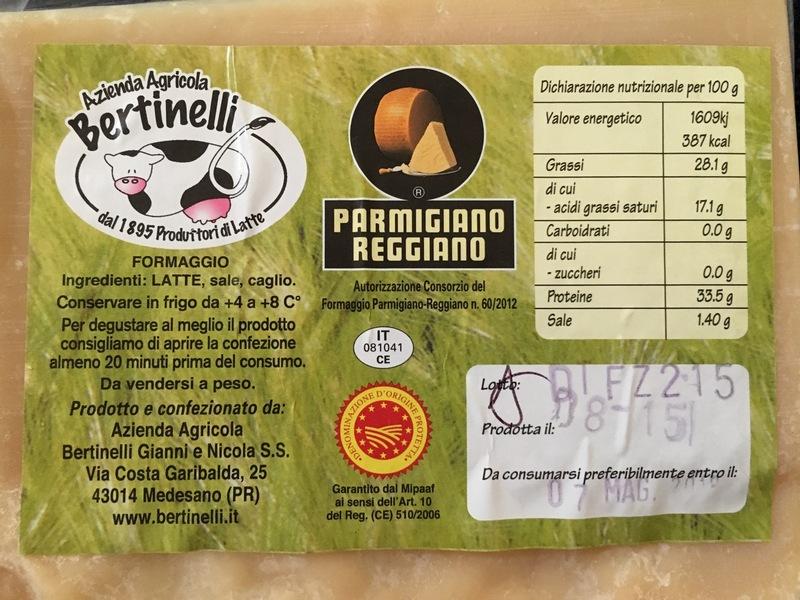 Azienda Agricola
Bertinelli
dal 1895 Produttori di Latte
FORMAGGIO
Ingredienti: LATTE, sale, caglio.
Conservare in frigo da +4 a +8 C°
Per degustare al meglio il prodotto
consigliamo di aprire la confezione
almeno 20 minuti prima del consumo.
Da vendersi a peso.
Prodotto e confezionato da:
Azienda Agricola
Bertinelli Gianni e Nicola S.S.
Via Costa Garibalda, 25
43014 Medesano (PR)
www.bertinelli.it
®
PARMIGIANO
REGGIANO
Autorizzazione Consorzio del
Formaggio Parmigiano-Reggiano n. 60/2012
IT
081041
CE
DENOMINAZIONE D'ORIGINE PROTETTA
Garantito dal Mipaaf
ai sensi dell'Art. 10
del Reg. (CE) 510/2006
Dichiarazione nutrizionale per 100 g
Valore energetico 1609kj
387 kcal
Grassi 28.1 g
di cui
- acidi grassi saturi 17.1 g
Carboidrati 0.0 g
di cui
- zuccheri 0.0 g
Proteine 33.5 g
Sale 1.40 g
Lotto:
Prodotta il: 08-15
Da consumarsi preferibilmente entro il:
07 MAG.